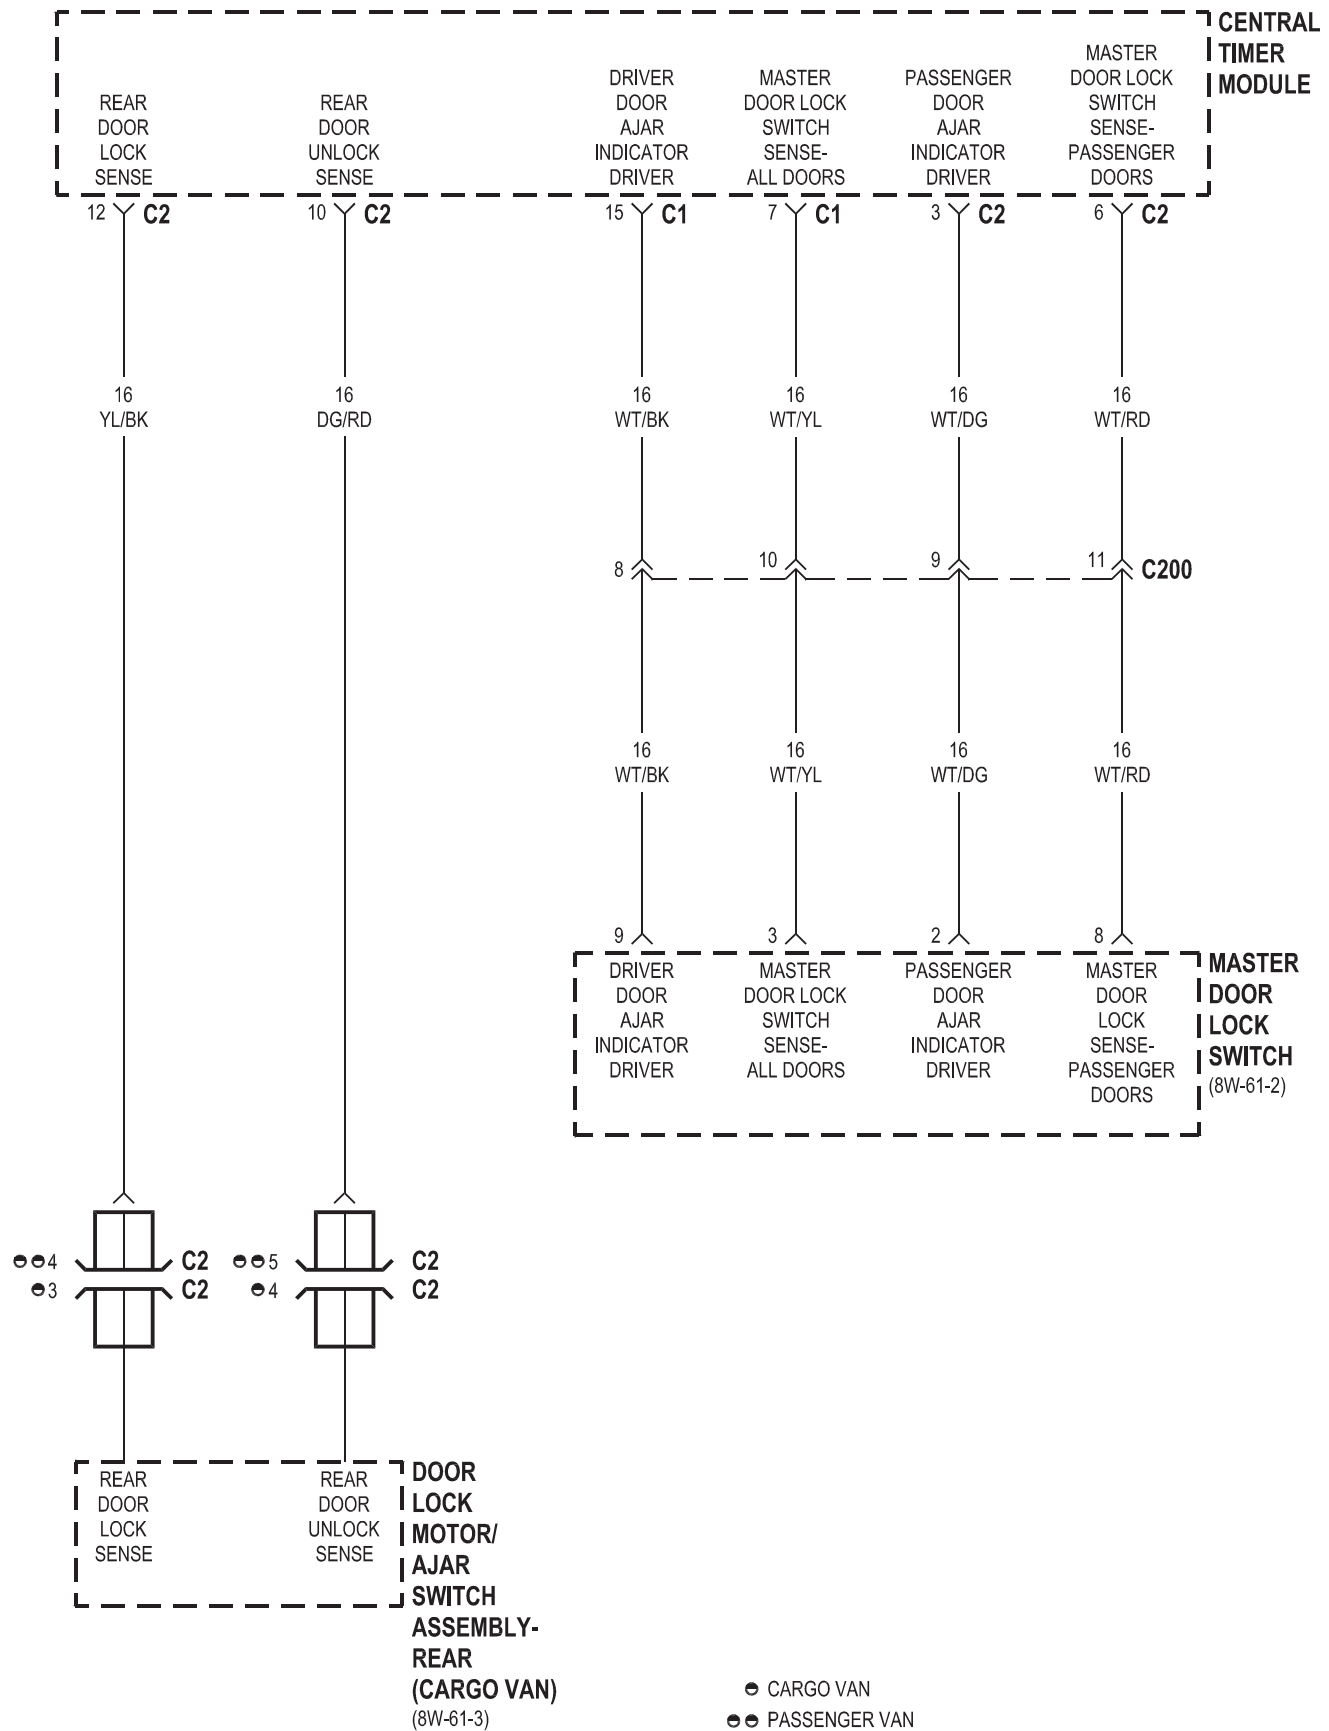 CENTRAL
TIMER
MODULE
REAR
DOOR
LOCK
SENSE
REAR
DOOR
UNLOCK
SENSE
DRIVER
DOOR
AJAR
INDICATOR
DRIVER
MASTER
DOOR LOCK
SWITCH
SENSE-
ALL DOORS
PASSENGER
DOOR
AJAR
INDICATOR
DRIVER
MASTER
DOOR LOCK
SWITCH
SENSE-
PASSENGER
DOORS
12 C2
10 C2
15 C1
7 C1
3 C2
6 C2
16
YL/BK
16
DG/RD
16
WT/BK
16
WT/YL
16
WT/DG
16
WT/RD
8
10
9
11
C200
16
WT/BK
16
WT/YL
16
WT/DG
16
WT/RD
9
3
2
8
DRIVER
DOOR
AJAR
INDICATOR
DRIVER
MASTER
DOOR LOCK
SWITCH
SENSE-
ALL DOORS
PASSENGER
DOOR
AJAR
INDICATOR
DRIVER
MASTER
DOOR
LOCK
SENSE-
PASSENGER
DOORS
MASTER
DOOR
LOCK
SWITCH
(8W-61-2)
4 C2
3 C2
5 C2
4 C2
REAR
DOOR
LOCK
SENSE
REAR
DOOR
UNLOCK
SENSE
DOOR
LOCK
MOTOR/
AJAR
SWITCH
ASSEMBLY-
REAR
(CARGO VAN)
(8W-61-3)
CARGO VAN
PASSENGER VAN